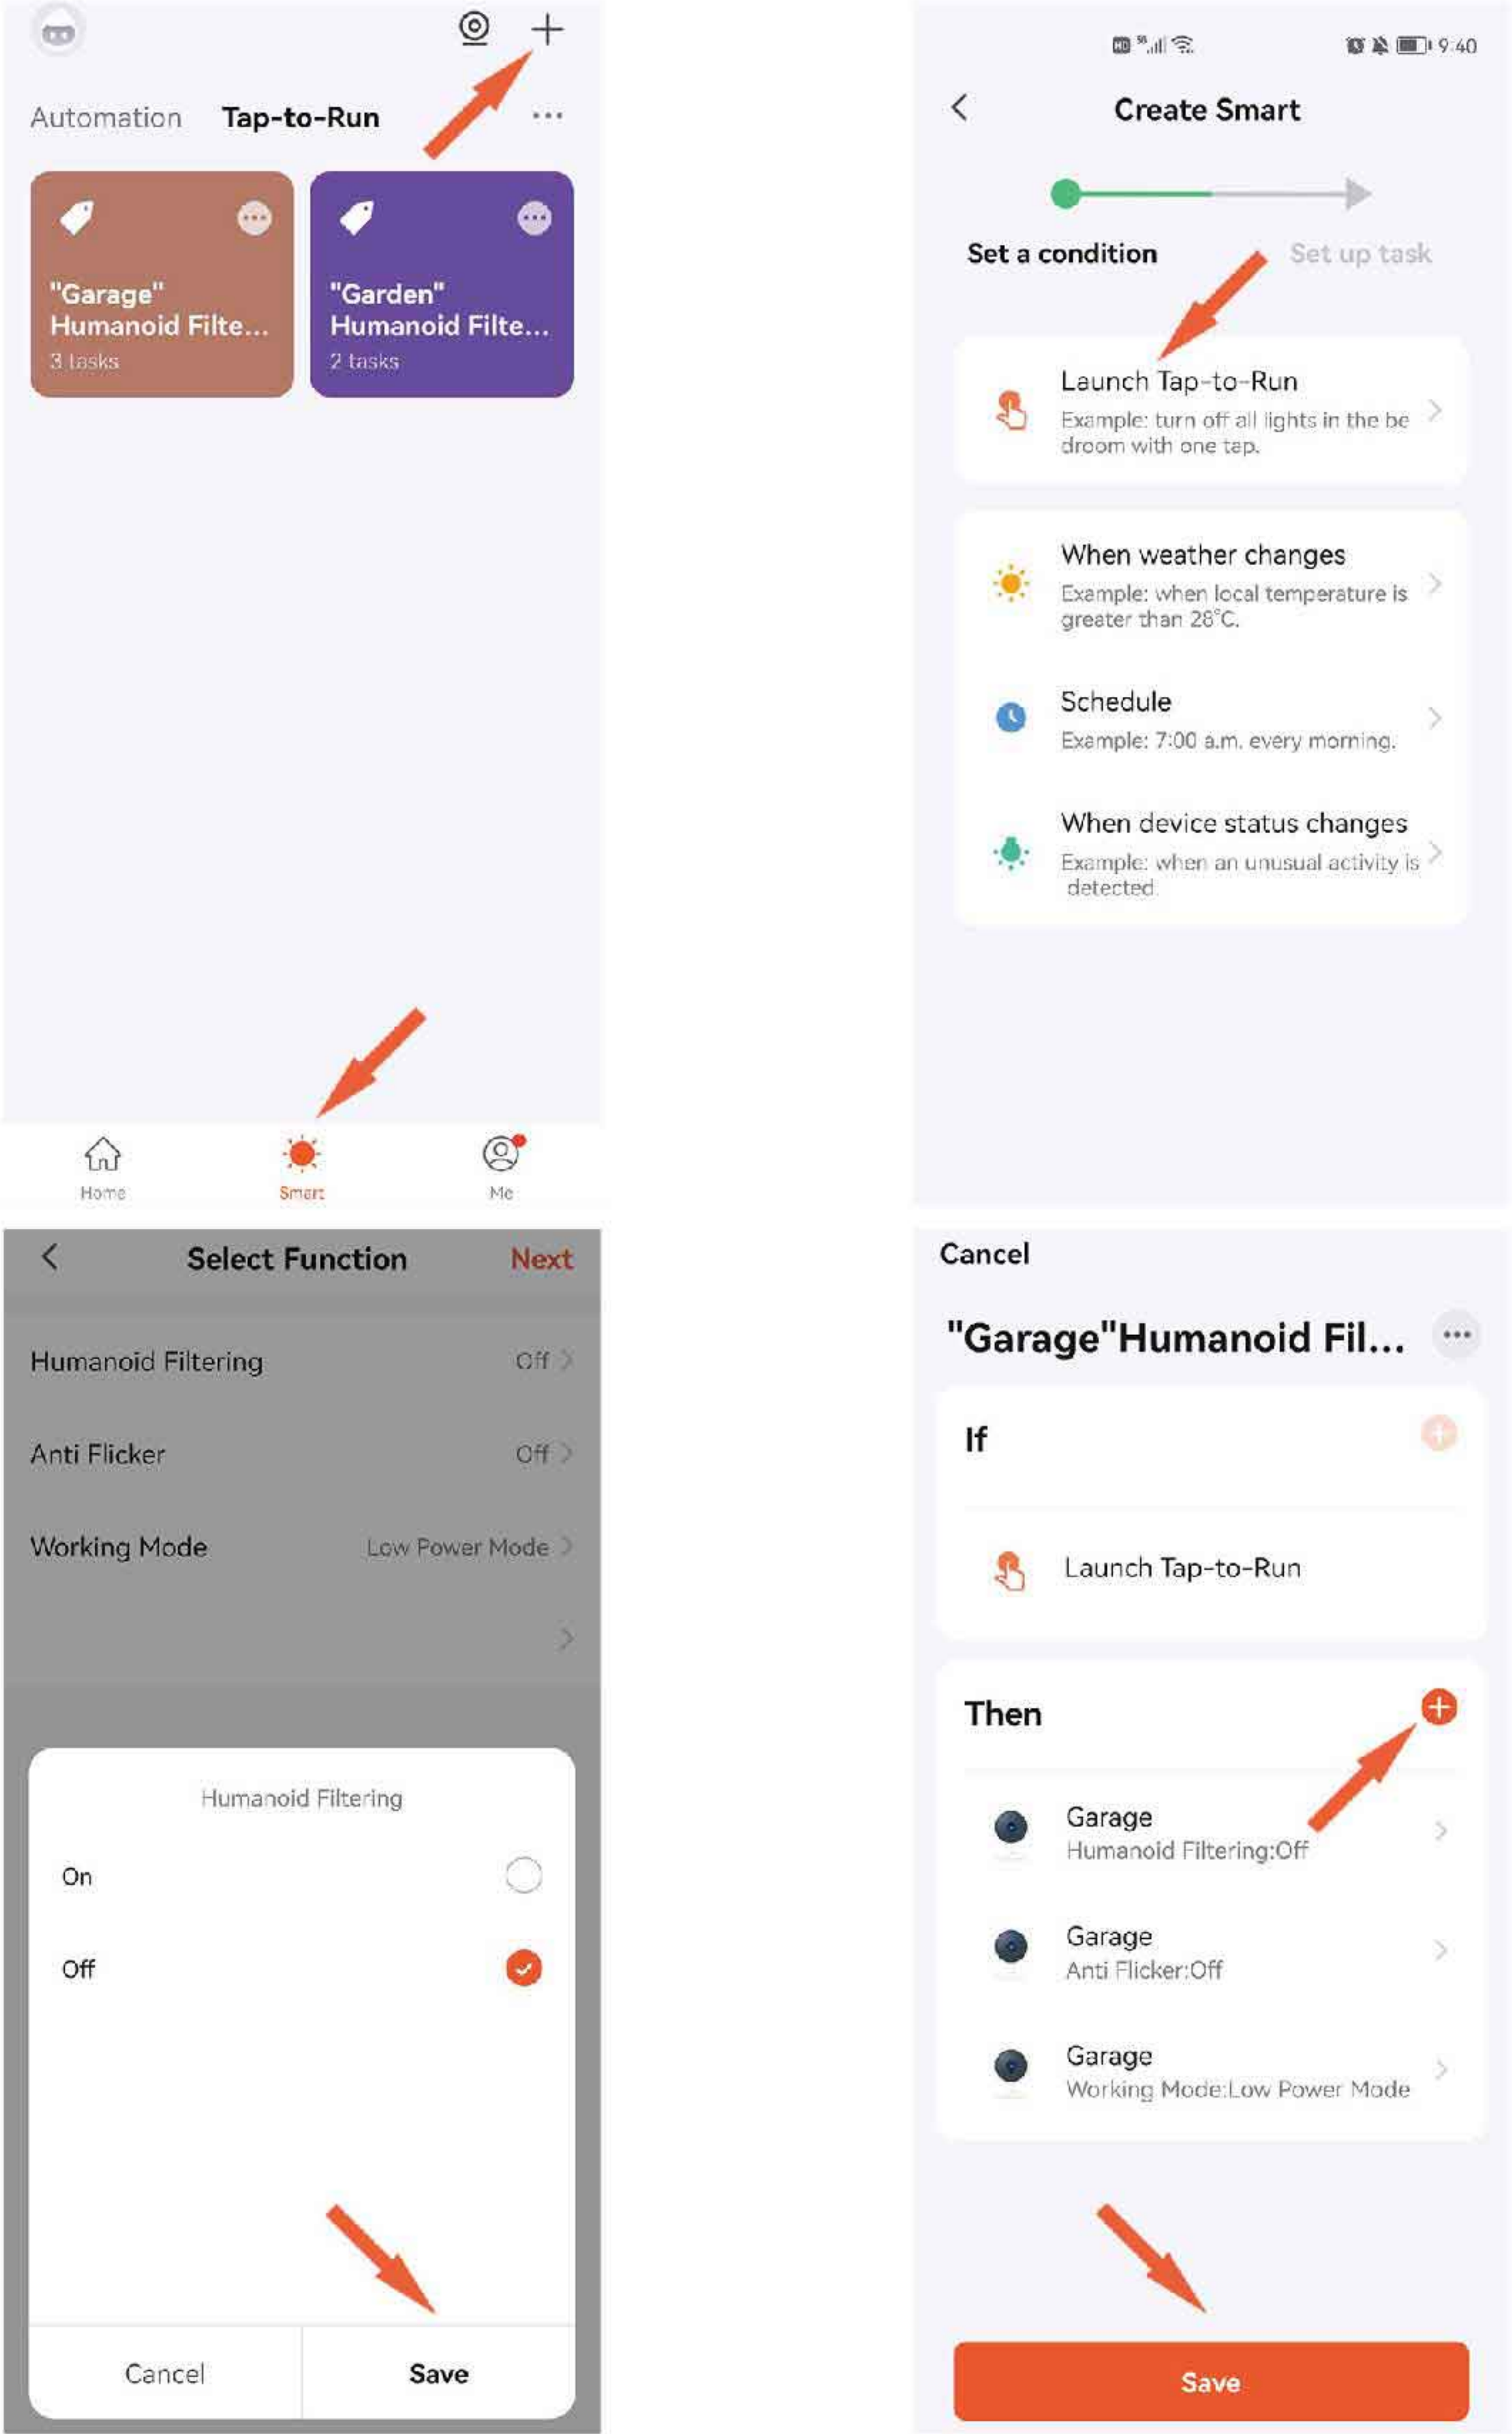 Automation Tap-to-Run ...
"Garage"
Humanoid Filte...
3 tasks
"Garden"
Humanoid Filte...
2 tasks
Home
Smart
Me
HD 5G 9:40
Create Smart
Set a condition
Set up task
Launch Tap-to-Run
Example: turn off all lights in the be
droom with one tap.
When weather changes
Example: when local temperature is
greater than 28°C.
Schedule
Example: 7:00 a.m. every morning.
When device status changes
Example: when an unusual activity is
detected.
Select Function
Next
Humanoid Filtering Off
Anti Flicker Off
Working Mode Low Power Mode
Humanoid Filtering
On
Off
Cancel
Save
Cancel
"Garage"Humanoid Fil...
If
Launch Tap-to-Run
Then
Garage
Humanoid Filtering:Off
Garage
Anti Flicker:Off
Garage
Working Mode:Low Power Mode
Save